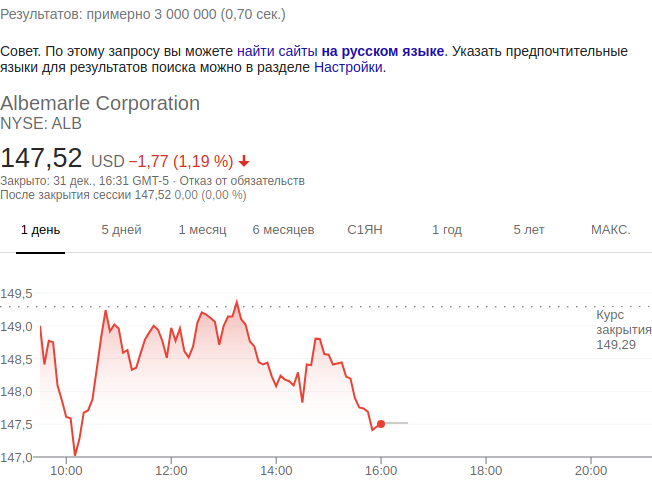 Результатов: примерно 3 000 000 (0,70 сек.)
Совет. По этому запросу вы можете найти сайты на русском языке. Указать предпочтительные
языки для результатов поиска можно в разделе Настройки.
Albemarle Corporation
NYSE: ALB
147,52 USD −1,77 (1,19 %)
Закрыто: 31 дек., 16:31 GMT-5 · Отказ от обязательств
После закрытия сессии 147,52 0,00 (0,00 %)
1 день 5 дней 1 месяц 6 месяцев С1ЯН 1 год 5 лет МАКС.
149,5
149,0
148,5
148,0
147,5
147,0
Курс
закрытия
149,29
10:00 12:00 14:00 16:00 18:00 20:00